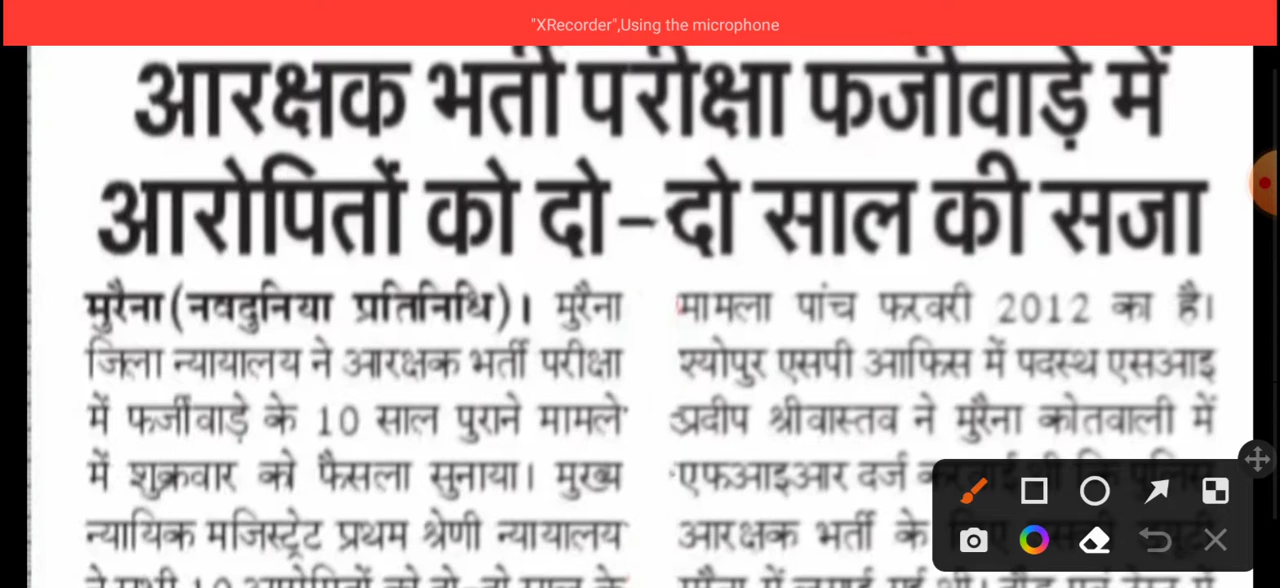 "XRecorder",Using the microphone
आरक्षक भर्ती परीक्षा फर्जीवाड़े में
आरोपितों को दो-दो साल की सजा
मुरैना (नवदुनिया प्रतिनिधि)। मुरैना
जिला न्यायालय ने आरक्षक भर्ती परीक्षा
में फर्जीवाड़े के 10 साल पुराने मामले
में शुक्रवार को फैसला सुनाया। मुख्य
न्यायिक मजिस्ट्रेट प्रथम श्रेणी न्यायालय
मामला पांच फरवरी 2012 का है।
श्योपुर एसपी आफिस में पदस्थ एसआइ
प्रदीप श्रीवास्तव ने मुरैना कोतवाली में
एफआइआर दर्ज
आरक्षक भर्ती के